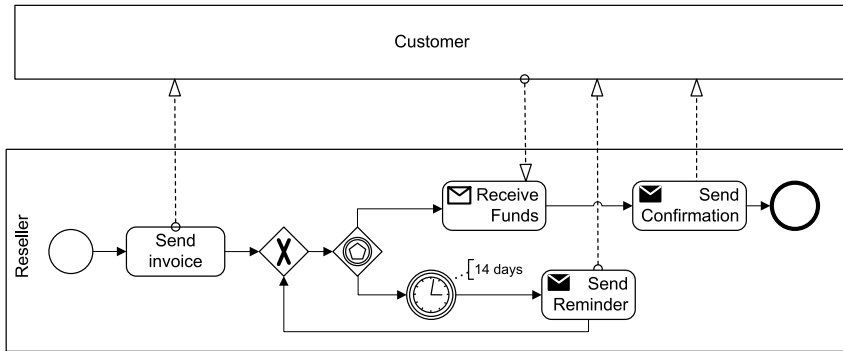 Customer
Reseller
Send
invoice
Receive
Funds
Send
Confirmation
14 days
Send
Reminder